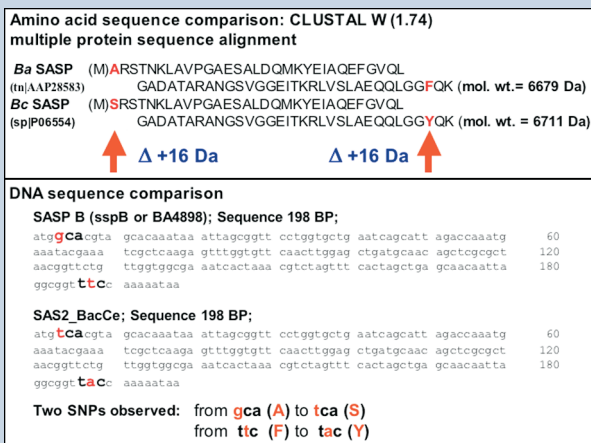 Amino acid sequence comparison: CLUSTAL W (1.74)
multiple protein sequence alignment
Ba SASP (M)ARSTNKLAVPGAESALDQMKYEIAQEFGVQL
(tn|AAP28583) GADATARANGSVGGEITKRLVSLAEQQLGGFQK (mol. wt.= 6679 Da)
Bc SASP (M)SRSTNKLAVPGAESALDQMKYEIAQEFGVQL
(sp|P06554) GADATARANGSVGGEITKRLVSLAEQQLGGYQK (mol. wt. = 6711 Da)
Δ +16 Da Δ +16 Da
DNA sequence comparison
SASP B (sspB or BA4898); Sequence 198 BP;
atggcacgta gcacaaataa attagcggtt cctggtgctg aatcagcatt agaccaaatg 60
aaatacgaaa tcgctcaaga gtttggtgtt caacttggag ctgatgcaac agctcgcgct 120
aacggttctg ttggtggcga aatcactaaa cgtctagttt cactagctga gcaacaatta 180
ggcggtttcc aaaaataa
SAS2_BacCe; Sequence 198 BP;
atgtcacgta gcacaaataa attagcggtt cctggtgctg aatcagcatt agaccaaatg 60
aaatacgaaa tcgctcaaga gtttggtgtt caacttggag ctgatgcaac agctcgcgct 120
aacggttctg ttggtggcga aatcactaaa cgtctagttt cactagctga gcaacaatta 180
ggcggttacc aaaaataa
Two SNPs observed: from gca (A) to tca (S)
from ttc (F) to tac (Y)